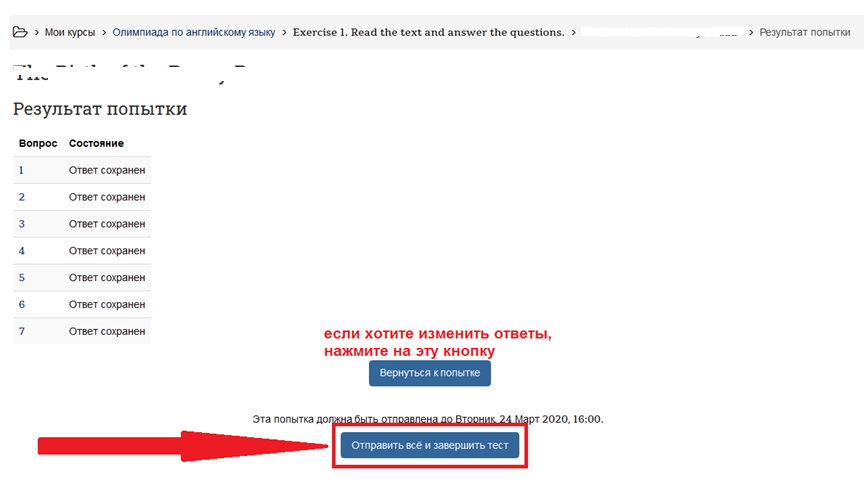 Мои курсы > Олимпиада по английскому языку > Exercise 1. Read the text and answer the questions. > > Результат попытки
The
Результат попытки
Вопрос Состояние
1 Ответ сохранен
2 Ответ сохранен
3 Ответ сохранен
4 Ответ сохранен
5 Ответ сохранен
6 Ответ сохранен
7 Ответ сохранен
если хотите изменить ответы,
нажмите на эту кнопку
Вернуться к попытке
Эта попытка должна быть отправлена до Вторник, 24 Март 2020, 16:00.
Отправить всё и завершить тест